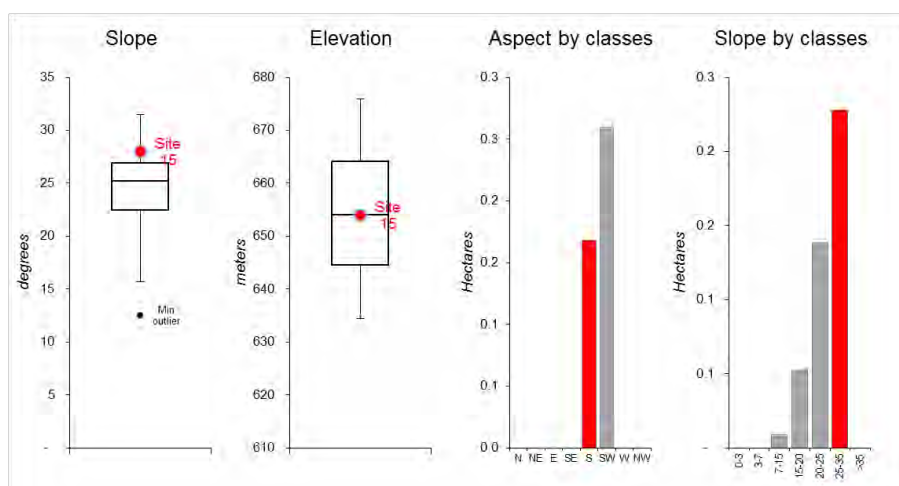 Slope
Elevation
Aspect by classes
Slope by classes
35
30
25
20
15
10
5
-
degrees
Site
15
Min
outlier
680
670
660
650
640
630
620
610
meters
Site
15
0.3
0.3
0.2
0.2
0.1
0.1
0.0
Hectares
N
NE
E
SE
S
SW
W
NW
0.3
0.2
0.2
0.1
0.1
-
Hectares
0-3
3-7
7-15
15-20
20-25
25-35
>35